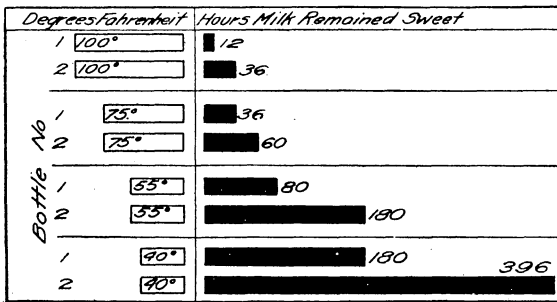 Degrees Fahrenheit Hours Milk Remained Sweet
1 100° 12
2 100° 36
1 75° 36
2 75° 60
Bottle No
1 55° 80
2 55° 180
1 40° 180
2 40° 396